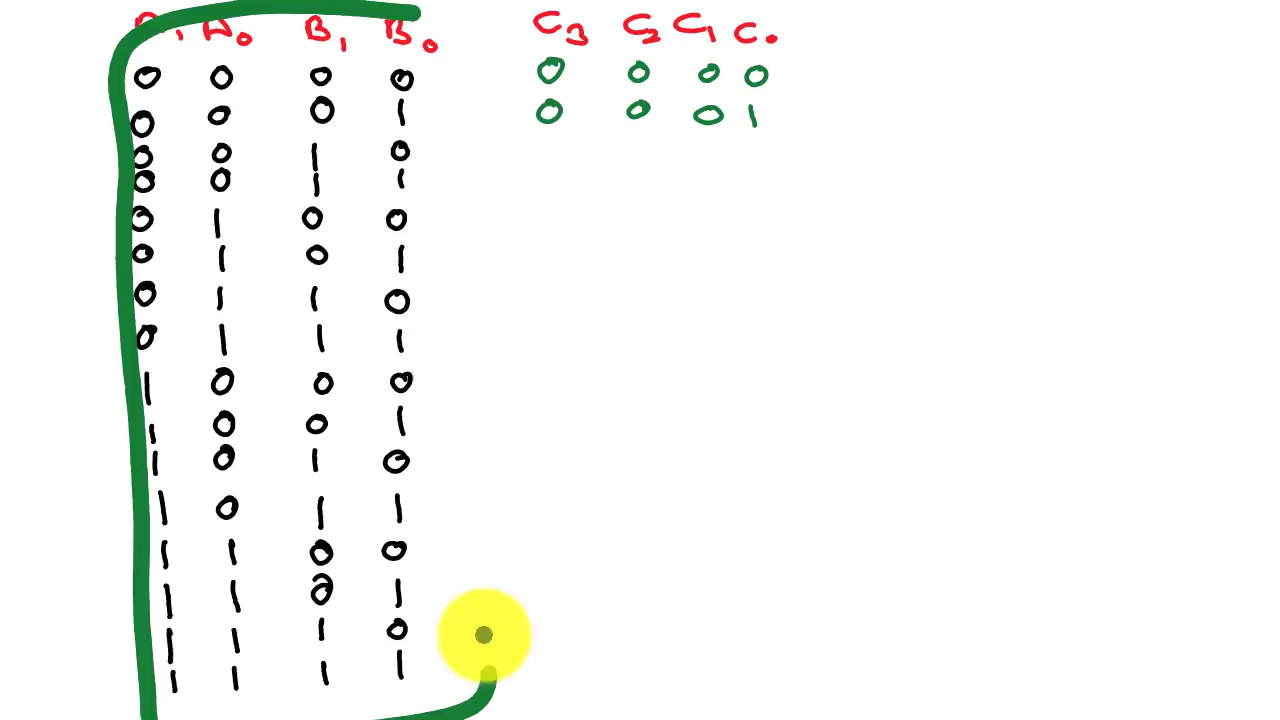 A₁ A₀ B₁ B₀ C₃ C₂ C₁ C₀
0 0 0 0 0 0 0 0
0 0 0 1 0 0 0 1
0 0 1 0
0 0 1 1
0 1 0 0
0 1 0 1
0 1 1 0
0 1 1 1
1 0 0 0
1 0 0 1
1 0 1 0
1 0 1 1
1 1 0 0
1 1 0 1
1 1 1 0
1 1 1 1